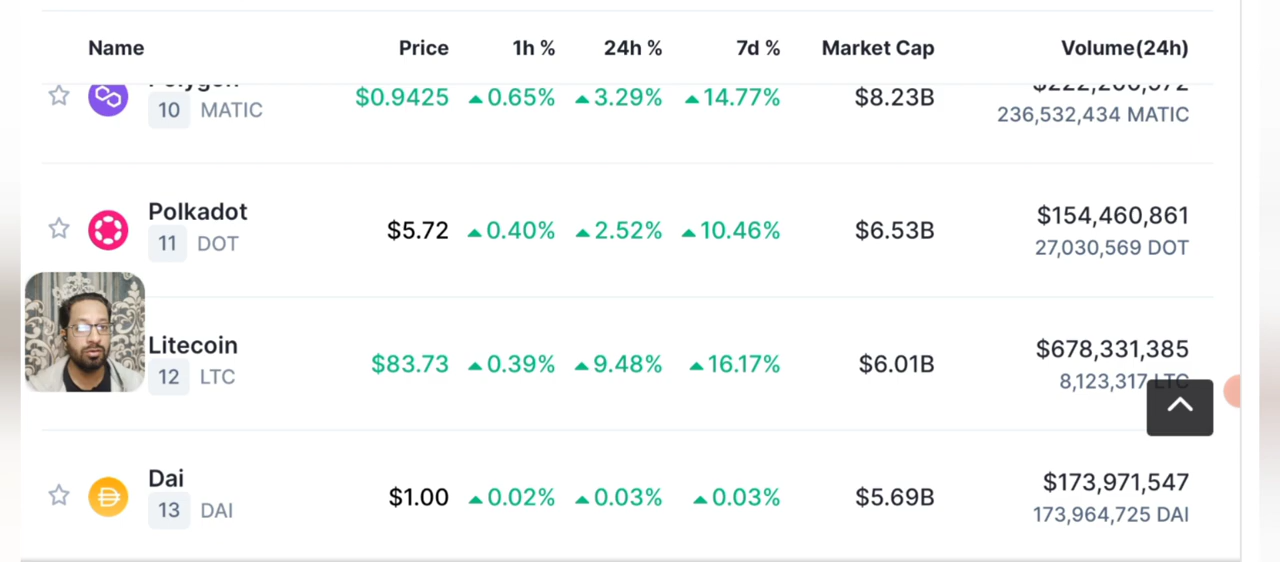 Name Price 1h % 24h % 7d % Market Cap Volume(24h)
$0.9425 0.65% 3.29% 14.77% $8.23B
10 MATIC 236,532,434 MATIC
Polkadot $154,460,861
$5.72 0.40% 2.52% 10.46% $6.53B
11 DOT 27,030,569 DOT
Litecoin $678,331,385
$83.73 0.39% 9.48% 16.17% $6.01B
12 LTC 8,123,317 LTC
Dai $173,971,547
$1.00 0.02% 0.03% 0.03% $5.69B
13 DAI 173,964,725 DAI